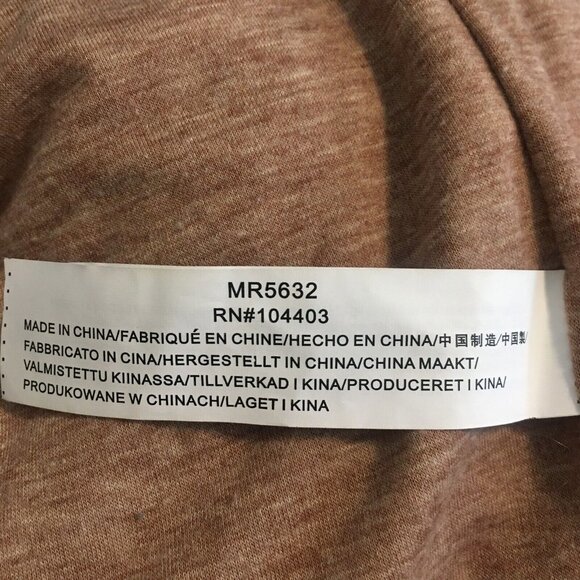 MR5632
RN#104403
MADE IN CHINA/FABRIQUÉ EN CHINE/HECHO EN CHINA/中国制造/中国製/
FABBRICATO IN CINA/HERGESTELLT IN CHINA/CHINA MAAKT/
VALMISTETTU KIINASSA/TILLVERKAD I KINA/PRODUCERET I KINA/
PRODUKOWANE W CHINACH/LAGET I KINA